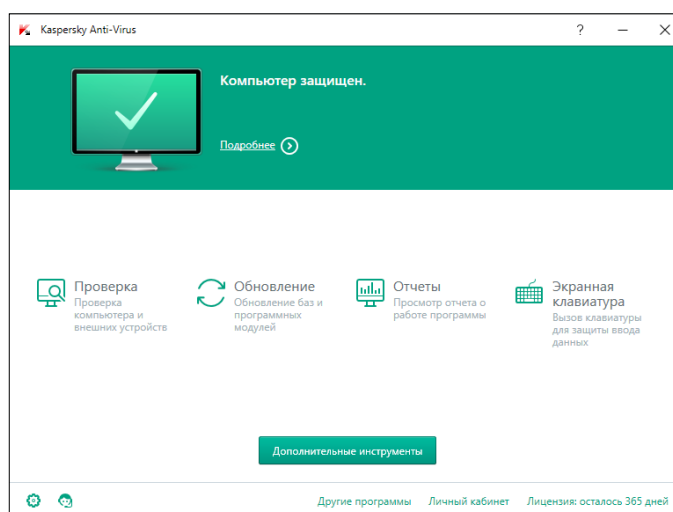 Kaspersky Anti-Virus
?
Компьютер защищен.
Подробнее
Проверка
Проверка
компьютера и
внешних устройств
Обновление
Обновление баз и
программных
модулей
Отчеты
Просмотр отчета о
работе программы
Экранная
клавиатура
Вызов клавиатуры
для защиты ввода
данных
Дополнительные инструменты
Другие программы Личный кабинет Лицензия: осталось 365 дней